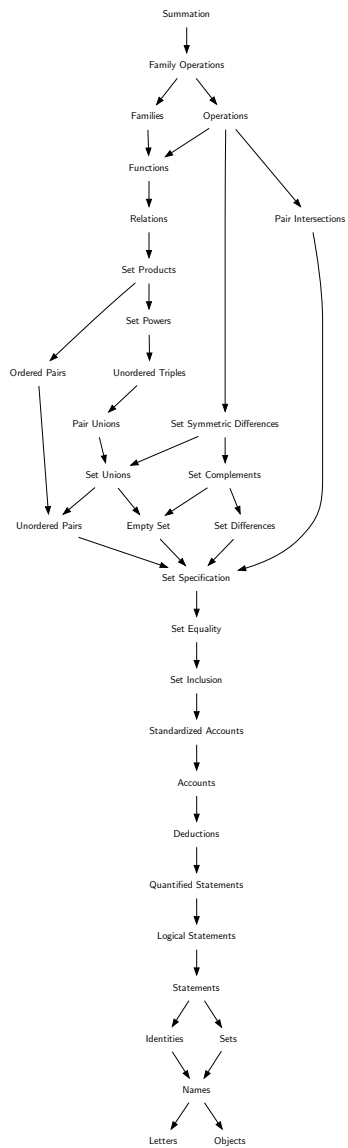 Summation
Family Operations
Families
Operations
Functions
Relations
Pair Intersections
Set Products
Set Powers
Ordered Pairs
Unordered Triples
Pair Unions
Set Symmetric Differences
Set Unions
Set Complements
Unordered Pairs
Empty Set
Set Differences
Set Specification
Set Equality
Set Inclusion
Standardized Accounts
Accounts
Deductions
Quantified Statements
Logical Statements
Statements
Identities
Sets
Names
Letters
Objects